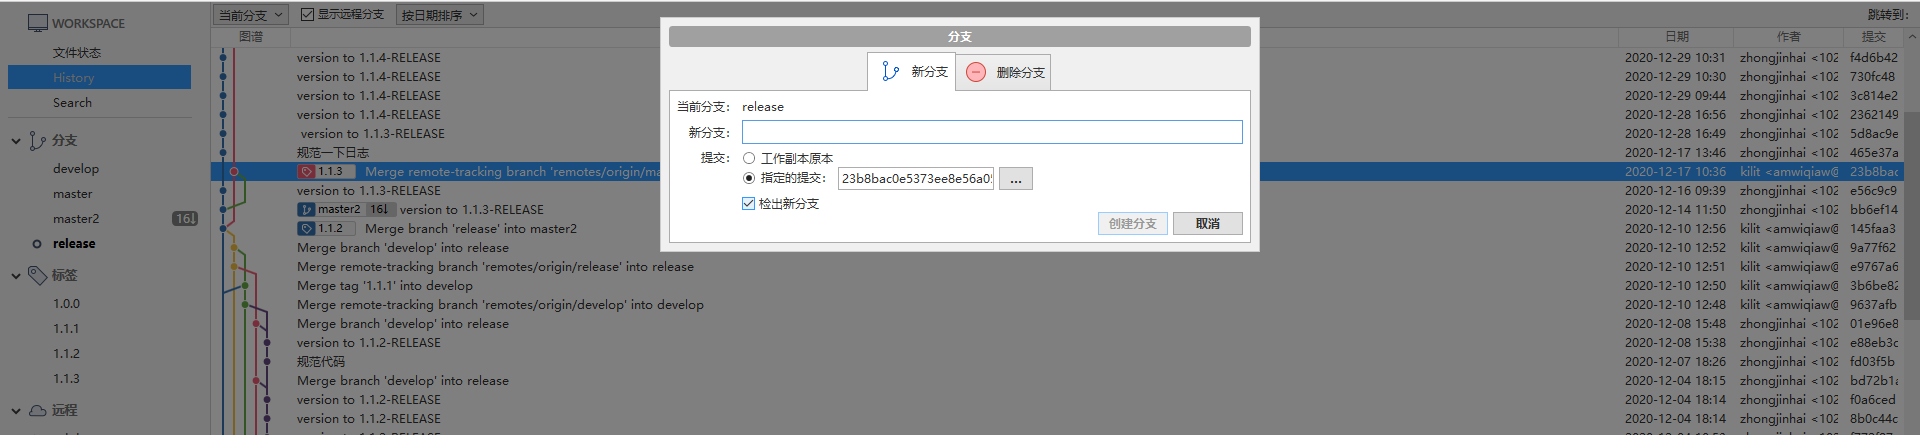 WORKSPACE
文件状态
History
Search
分支
develop
master
master2 16↓
release
标签
1.0.0
1.1.1
1.1.2
1.1.3
远程
当前分支 显示远程分支 按日期排序 跳转到:
图谱 日期 作者 提交
version to 1.1.4-RELEASE 2020-12-29 10:31 zhongjinhai <102 f4d6b42
version to 1.1.4-RELEASE 2020-12-29 10:30 zhongjinhai <102 730fc48
version to 1.1.4-RELEASE 2020-12-29 09:44 zhongjinhai <102 3c814e2
version to 1.1.4-RELEASE 2020-12-28 16:56 zhongjinhai <102 2362149
version to 1.1.3-RELEASE 2020-12-28 16:49 zhongjinhai <102 5d8ac9e
规范一下日志 2020-12-17 13:46 zhongjinhai <102 465e37a
1.1.3 Merge remote-tracking branch 'remotes/origin/ma 2020-12-17 10:36 kilit <amwiqiaw@ 23b8bac
version to 1.1.3-RELEASE 2020-12-16 09:39 zhongjinhai <102 e56c9c9
master2 16↓ version to 1.1.3-RELEASE 2020-12-14 11:50 zhongjinhai <102 bb6ef14
1.1.2 Merge branch 'release' into master2 2020-12-10 12:56 kilit <amwiqiaw@ 145faa3
Merge branch 'develop' into release 2020-12-10 12:52 kilit <amwiqiaw@ 9a77f62
Merge remote-tracking branch 'remotes/origin/release' into release 2020-12-10 12:51 kilit <amwiqiaw@ e9767a6
Merge tag '1.1.1' into develop 2020-12-10 12:50 kilit <amwiqiaw@ 3b6be82
Merge remote-tracking branch 'remotes/origin/develop' into develop 2020-12-10 12:48 kilit <amwiqiaw@ 9637afb
Merge branch 'develop' into release 2020-12-08 15:48 zhongjinhai <102 01e96e8
version to 1.1.2-RELEASE 2020-12-08 15:38 zhongjinhai <102 e88eb3c
规范代码 2020-12-07 18:26 zhongjinhai <102 fd03f5b
Merge branch 'develop' into release 2020-12-04 18:15 zhongjinhai <102 bd72b1a
version to 1.1.2-RELEASE 2020-12-04 18:14 zhongjinhai <102 f0a6ced
version to 1.1.2-RELEASE 2020-12-04 18:14 zhongjinhai <102 8b0c44c
分支
新分支 删除分支
当前分支: release
新分支:
提交: 工作副本原本
指定的提交: 23b8bac0e5373ee8e56a0 ...
检出新分支
创建分支 取消